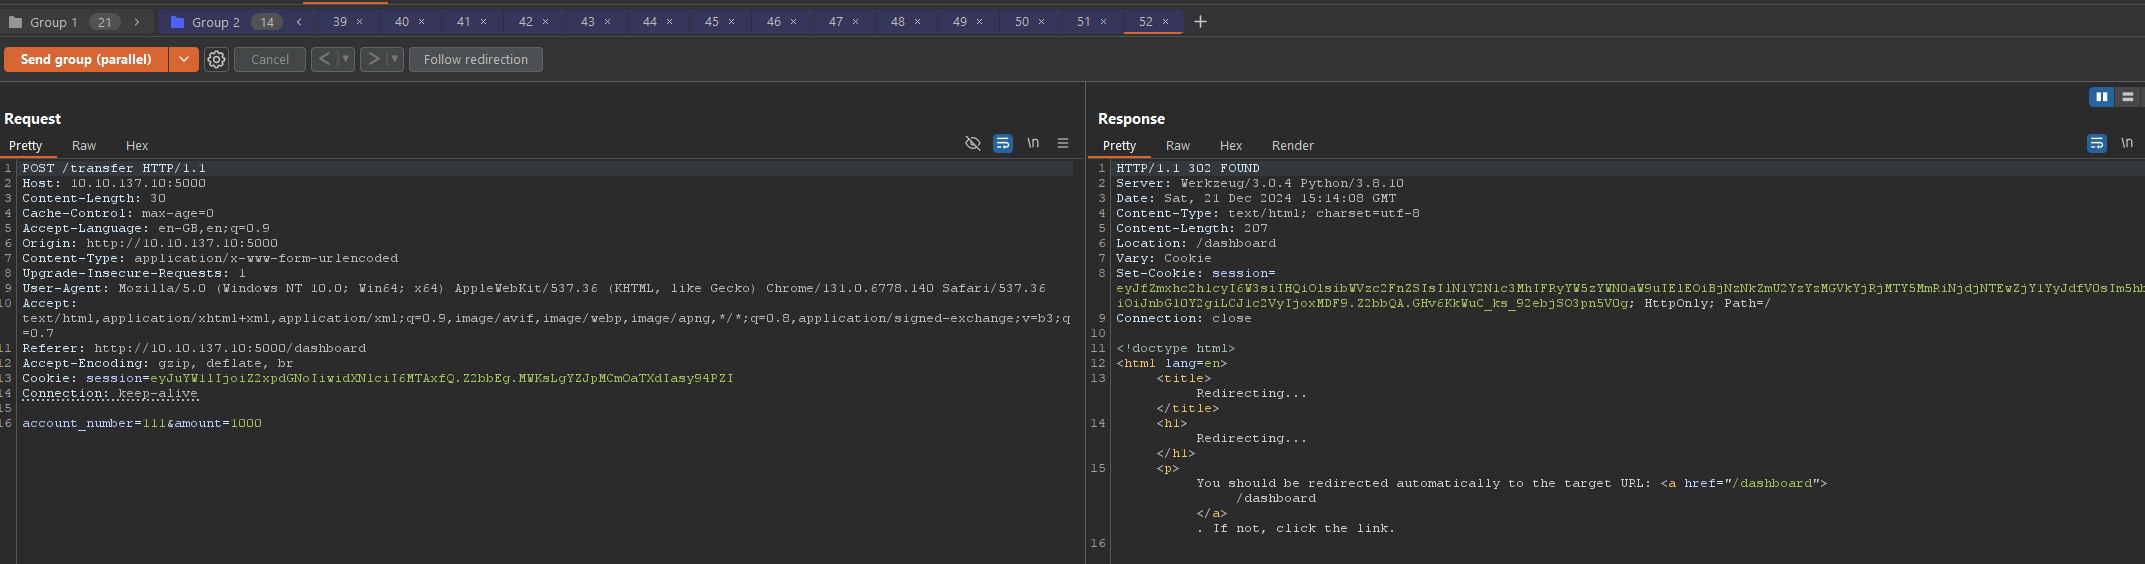 Group 1 21 > Group 2 14 < 39 × 40 × 41 × 42 × 43 × 44 × 45 × 46 × 47 × 48 × 49 × 50 × 51 × 52 × +
Send group (parallel) Cancel < > Follow redirection
Request
Pretty Raw Hex \n
1 POST /transfer HTTP/1.1
2 Host: 10.10.137.10:5000
3 Content-Length: 30
4 Cache-Control: max-age=0
5 Accept-Language: en-GB,en;q=0.9
6 Origin: http://10.10.137.10:5000
7 Content-Type: application/x-www-form-urlencoded
8 Upgrade-Insecure-Requests: 1
9 User-Agent: Mozilla/5.0 (Windows NT 10.0; Win64; x64) AppleWebKit/537.36 (KHTML, like Gecko) Chrome/131.0.6778.140 Safari/537.36
10 Accept:
text/html,application/xhtml+xml,application/xml;q=0.9,image/avif,image/webp,image/apng,*/*;q=0.8,application/signed-exchange;v=b3;q
=0.7
11 Referer: http://10.10.137.10:5000/dashboard
12 Accept-Encoding: gzip, deflate, br
13 Cookie: session=
14 Connection: keep-alive
15
16 account_number=111&amount=1000
Response
Pretty Raw Hex Render \n
1 HTTP/1.1 302 FOUND
2 Server: Werkzeug/3.0.4 Python/3.8.10
3 Date: Sat, 21 Dec 2024 15:14:08 GMT
4 Content-Type: text/html; charset=utf-8
5 Content-Length: 207
6 Location: /dashboard
7 Vary: Cookie
8 Set-Cookie: session=
; HttpOnly; Path=/
9 Connection: close
10
11 <!doctype html>
12 <html lang=en>
13 <title>
Redirecting...
</title>
14 <h1>
Redirecting...
</h1>
15 <p>
You should be redirected automatically to the target URL: <a href="/dashboard">
/dashboard
</a>
. If not, click the link.
16